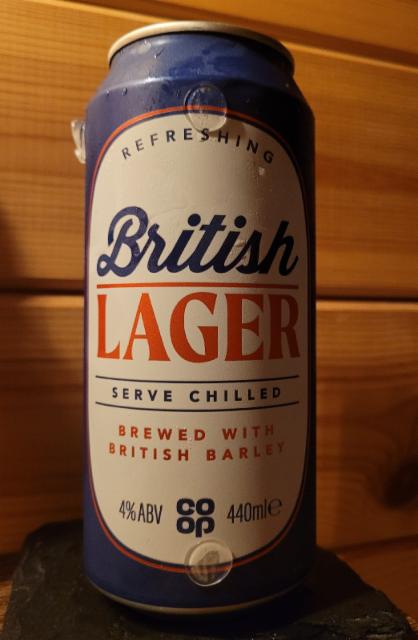 REFRESHING
British
LAGER
SERVE CHILLED
BREWED WITH
BRITISH BARLEY
4% ABV CO OP 440ml℮